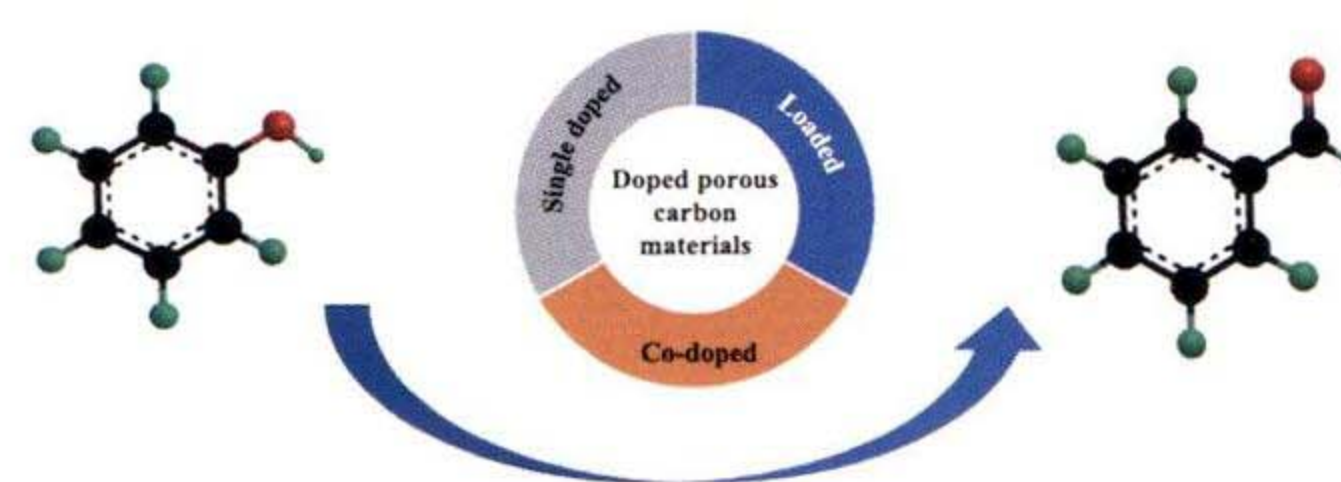 Single doped
Loaded
Doped porous
carbon
materials
Co-doped